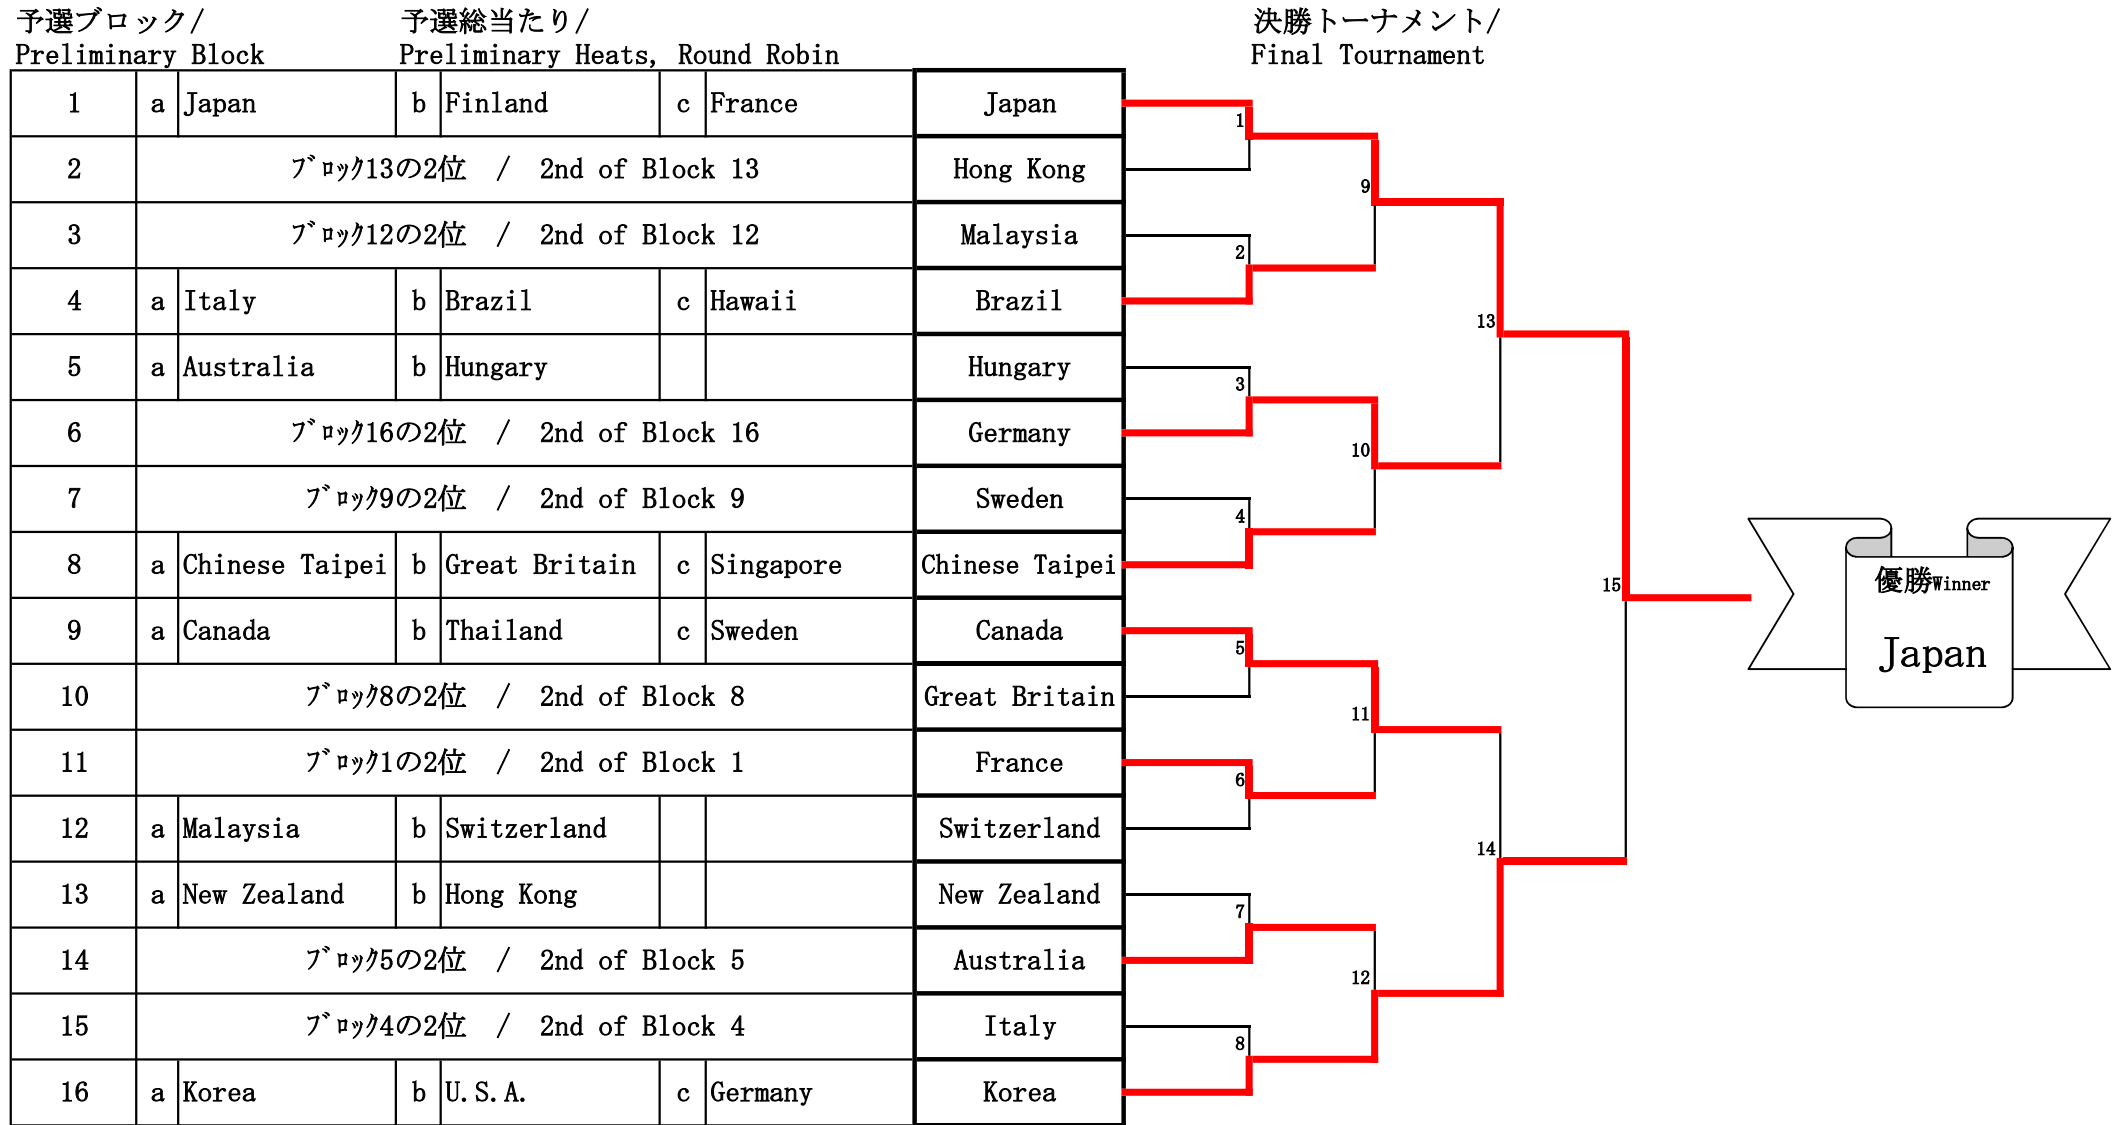 予選ブロック/ 予選総当たり/ 決勝トーナメント/
Preliminary Block Preliminary Heats, Round Robin Final Tournament
1 a Japan b Finland c France Japan
1
2 ﾌﾞﾛｯｸ13の2位 / 2nd of Block 13 Hong Kong
9
3 ﾌﾞﾛｯｸ12の2位 / 2nd of Block 12 Malaysia
2
4 a Italy b Brazil c Hawaii Brazil
13
5 a Australia b Hungary Hungary
3
6 ﾌﾞﾛｯｸ16の2位 / 2nd of Block 16 Germany
10
7 ﾌﾞﾛｯｸ9の2位 / 2nd of Block 9 Sweden
4
8 a Chinese Taipei b Great Britain c Singapore Chinese Taipei
15 優勝Winner
9 a Canada b Thailand c Sweden Canada
5 Japan
10 ﾌﾞﾛｯｸ8の2位 / 2nd of Block 8 Great Britain
11
11 ﾌﾞﾛｯｸ1の2位 / 2nd of Block 1 France
6
12 a Malaysia b Switzerland Switzerland
14
13 a New Zealand b Hong Kong New Zealand
7
14 ﾌﾞﾛｯｸ5の2位 / 2nd of Block 5 Australia
12
15 ﾌﾞﾛｯｸ4の2位 / 2nd of Block 4 Italy
8
16 a Korea b U.S.A. c Germany Korea